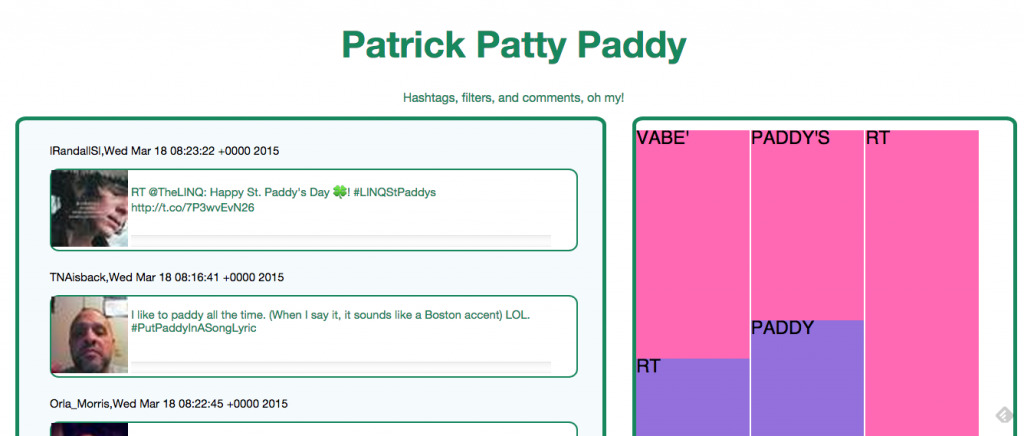 Patrick Patty Paddy
Hashtags, filters, and comments, oh my!
lRandallSl,Wed Mar 18 08:23:22 +0000 2015
RT @TheLINQ: Happy St. Paddy's Day 🍀! #LINQStPaddys
http://t.co/7P3wvEvN26
TNAisback,Wed Mar 18 08:16:41 +0000 2015
I like to paddy all the time. (When I say it, it sounds like a Boston accent) LOL.
#PutPaddyInASongLyric
Orla_Morris,Wed Mar 18 08:22:45 +0000 2015
VABE'
PADDY'S
RT
PADDY
RT